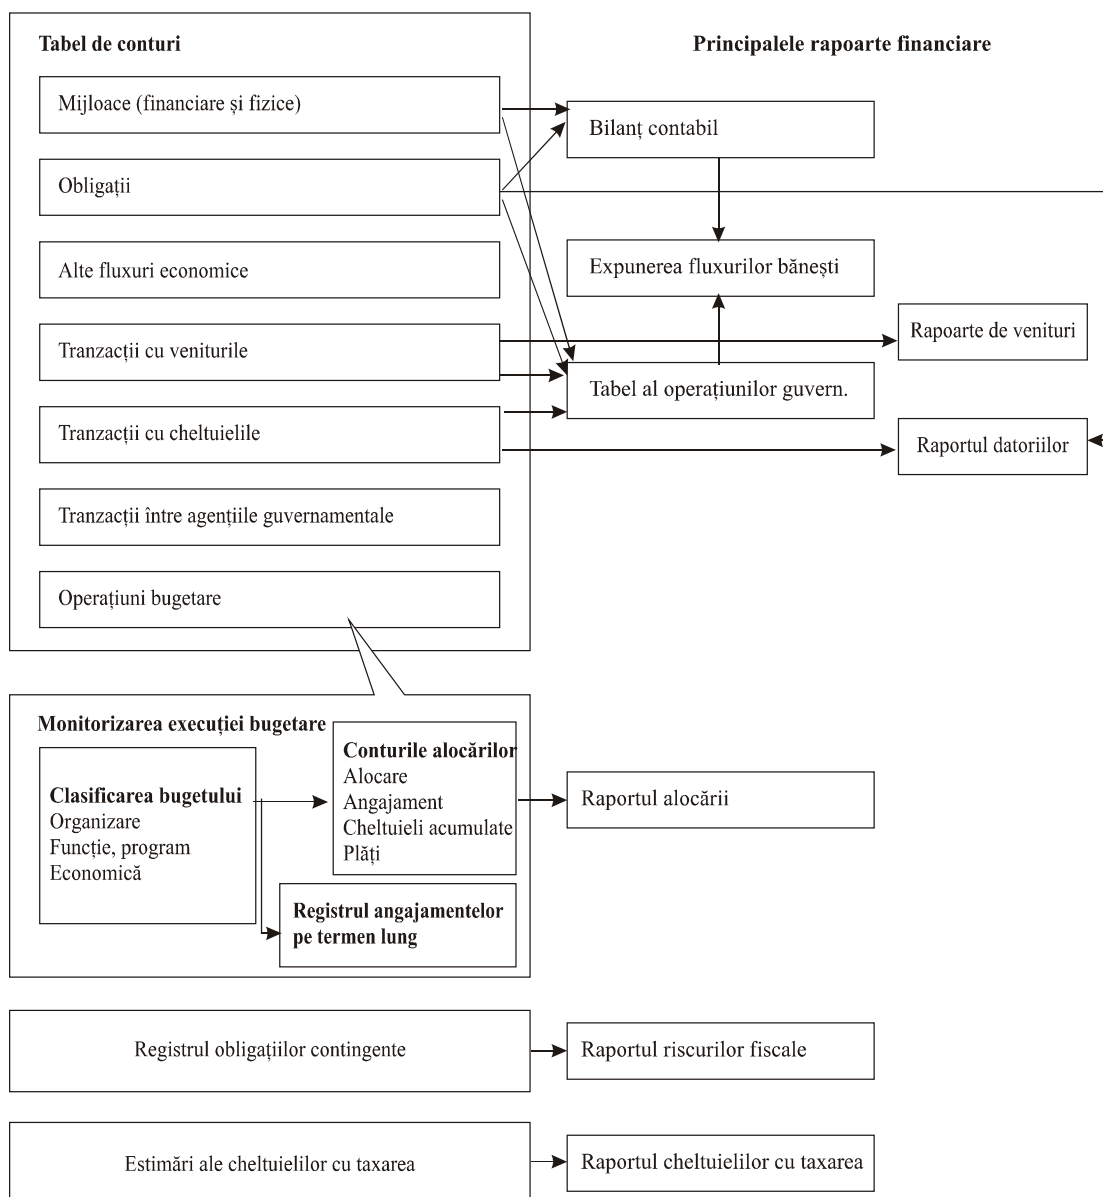 Tabel de conturi
Principalele rapoarte financiare
Mijloace (financiare și fizice)
Bilanț contabil
Obligații
Alte fluxuri economice
Expunerea fluxurilor bănești
Tranzacții cu veniturile
Rapoarte de venituri
Tabel al operațiunilor guvern.
Tranzacții cu cheltuielile
Raportul datoriilor
Tranzacții între agențiile guvernamentale
Operațiuni bugetare
Monitorizarea execuției bugetare
Clasificarea bugetului
Organizare
Funcție, program
Economică
Conturile alocărilor
Alocare
Angajament
Cheltuieli acumulate
Plăți
Raportul alocării
Registrul angajamentelor
pe termen lung
Registrul obligațiilor contingente
Raportul riscurilor fiscale
Estimări ale cheltuielilor cu taxarea
Raportul cheltuielilor cu taxarea